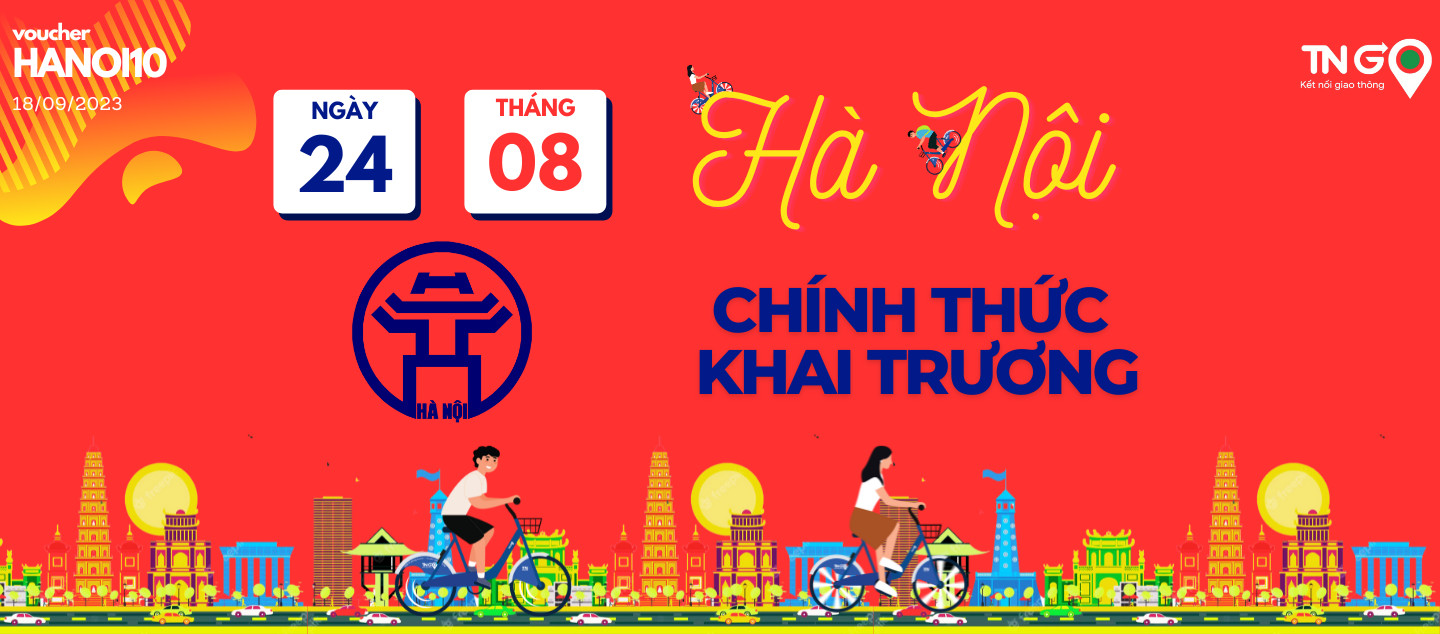 voucher
HANOI10
18/09/2023
NGÀY
24
THÁNG
08
Hà Nội
TNGO
Kết nối giao thông
HÀ NỘI
CHÍNH THỨC
KHAI TRƯƠNG